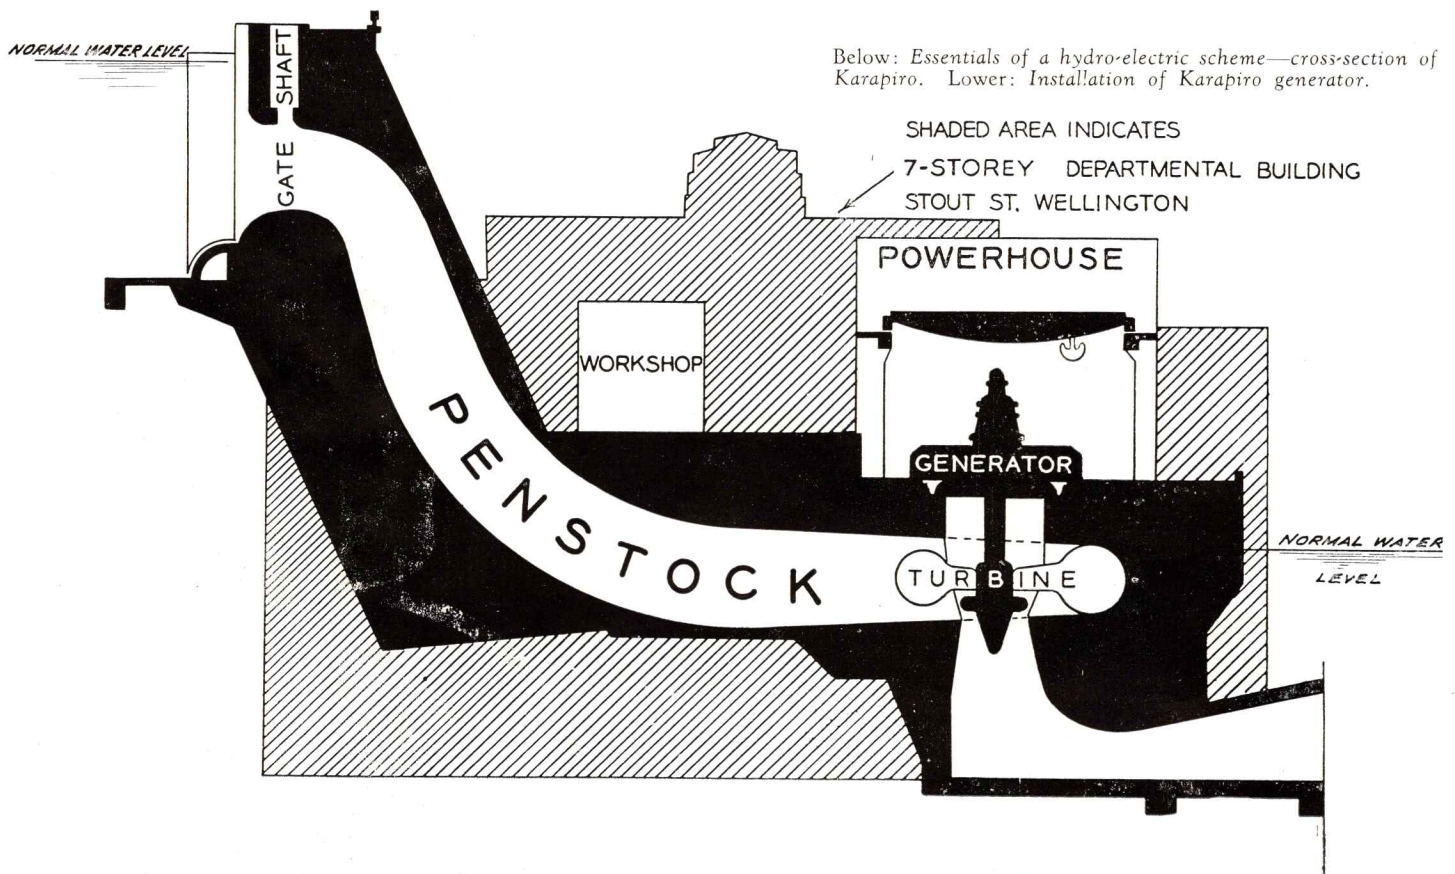 NORMAL WATER LEVEL
SHAFT
GATE
Below: Essentials of a hydro-electric scheme—cross-section of
Karapiro. Lower: Installation of Karapiro generator.
SHADED AREA INDICATES
7-STOREY DEPARTMENTAL BUILDING
STOUT ST. WELLINGTON
POWERHOUSE
WORKSHOP
PENSTOCK
GENERATOR
TURBINE
NORMAL WATER
LEVEL